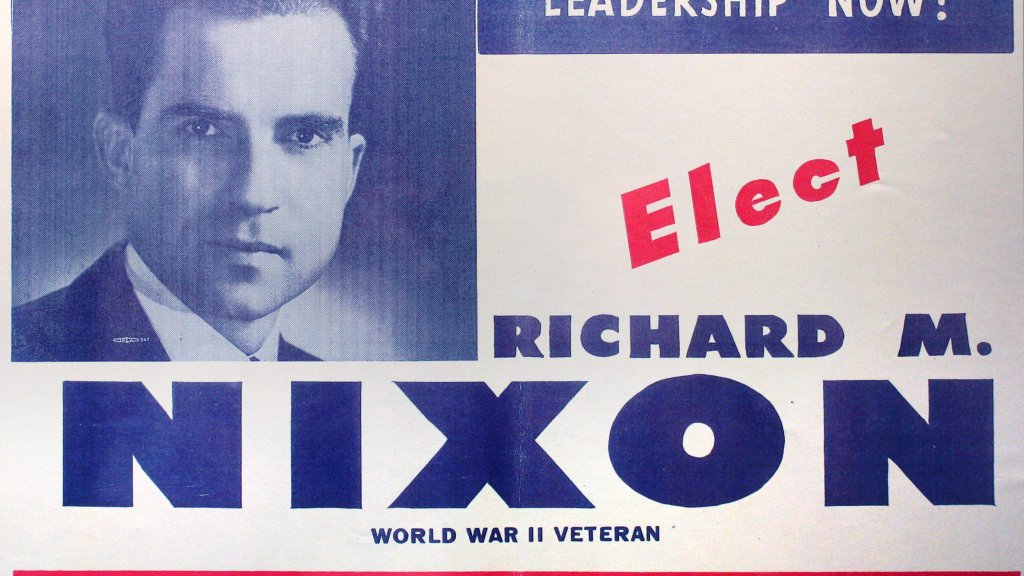 LEADERSHIP NOW!
Elect
RICHARD M.
NIXON
WORLD WAR II VETERAN